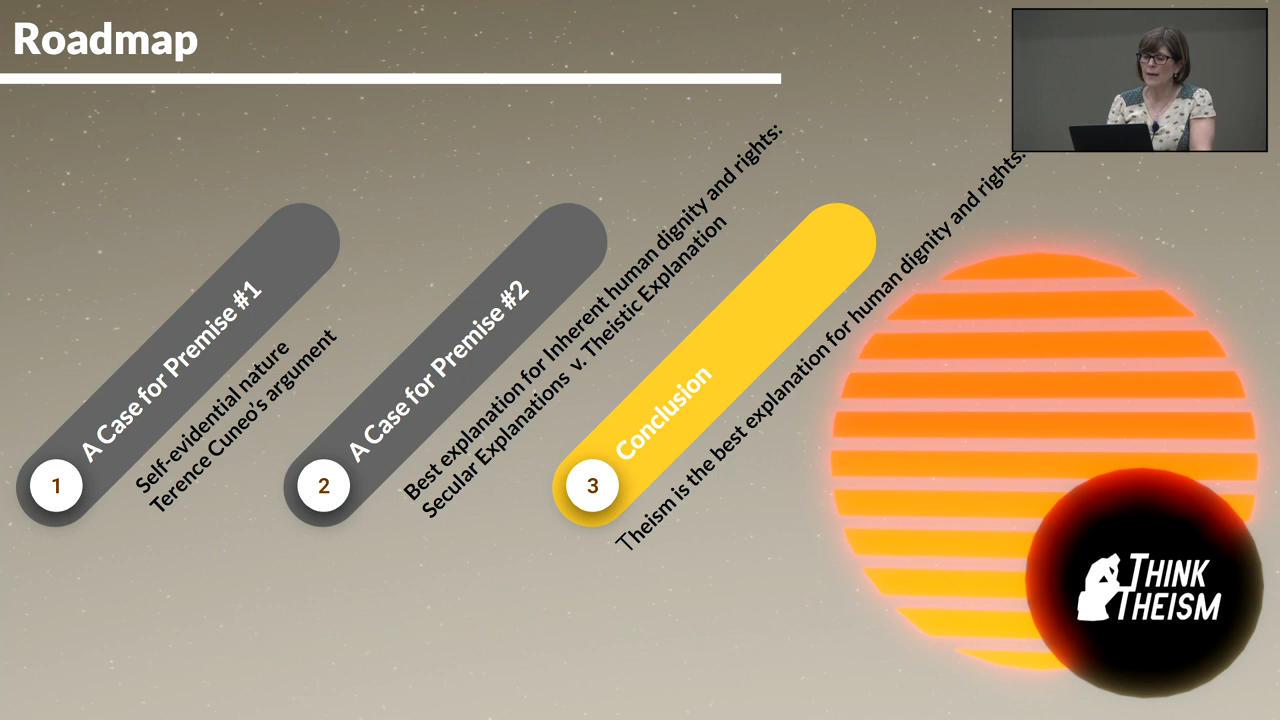 Roadmap
1
A Case for Premise #1
Self-evidential nature
Terence Cuneo's argument
2
A Case for Premise #2
Best explanation for Inherent human dignity and rights:
Secular Explanations v. Theistic Explanation
3
Conclusion
Theism is the best explanation for human dignity and rights:
THINK
THEISM